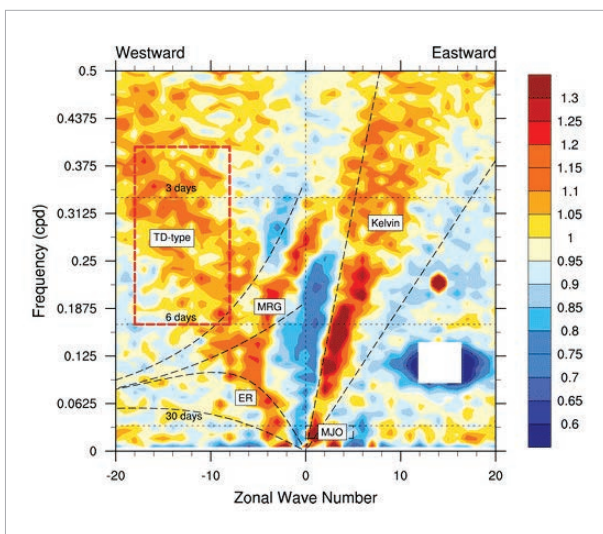 Westward Eastward
0.5
0.4375
0.375
0.3125
0.25
0.1875
0.125
0.0625
0
Frequency (cpd)
3 days
TD-type
Kelvin
MRG
6 days
ER
30 days
MJO
-20 -10 0 10 20
Zonal Wave Number
1.3
1.25
1.2
1.15
1.1
1.05
1
0.95
0.9
0.85
0.8
0.75
0.7
0.65
0.6